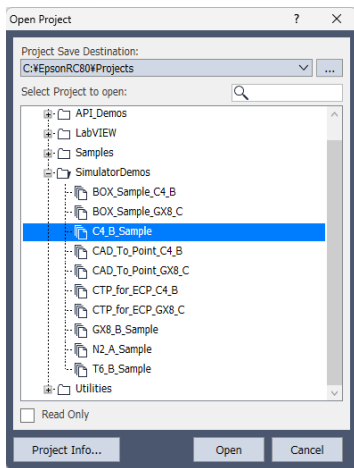 Open Project ? ×
Project Save Destination:
C:¥EpsonRC80¥Projects ...
Select Project to open:
API_Demos
LabVIEW
Samples
SimulatorDemos
BOX_Sample_C4_B
BOX_Sample_GX8_C
C4_B_Sample
CAD_To_Point_C4_B
CAD_To_Point_GX8_C
CTP_for_ECP_C4_B
CTP_for_ECP_GX8_C
GX8_B_Sample
N2_A_Sample
T6_B_Sample
Utilities
Read Only
Project Info... Open Cancel